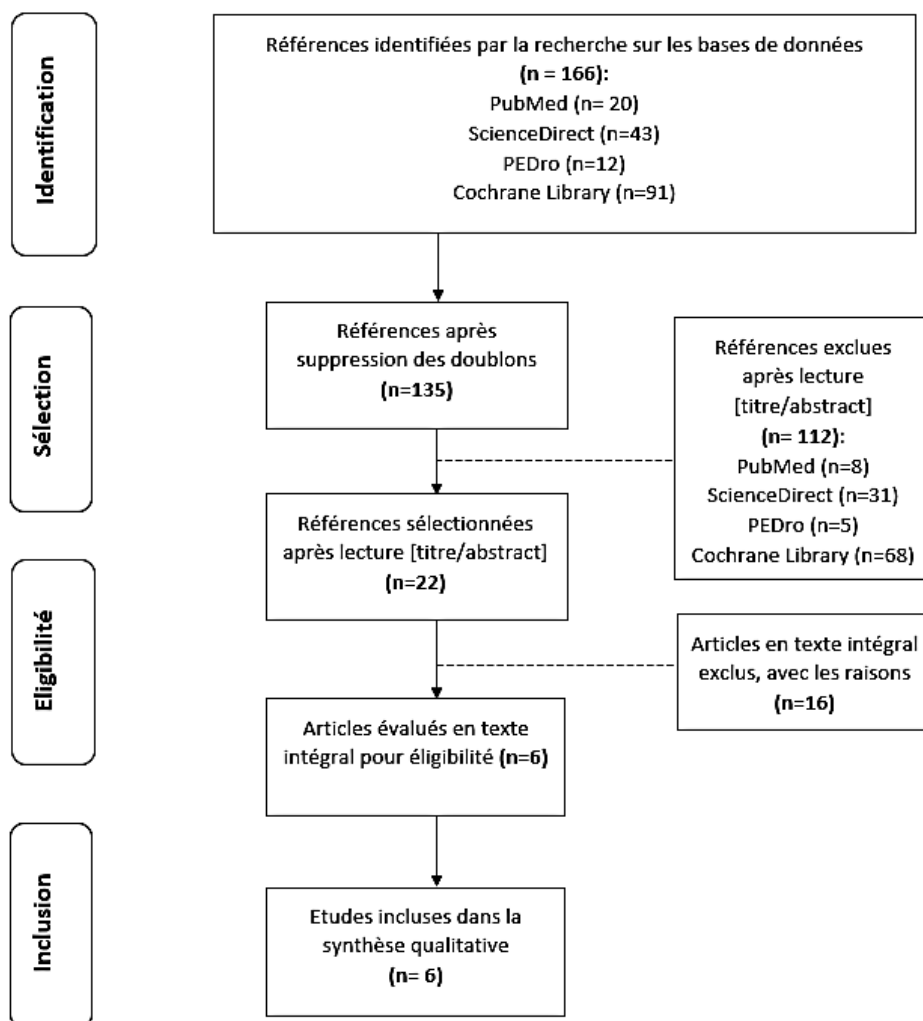 Identification
Références identifiées par la recherche sur les bases de données
(n = 166):
PubMed (n= 20)
ScienceDirect (n=43)
PEDro (n=12)
Cochrane Library (n=91)
Sélection
Références après
suppression des doublons
(n=135)
Références exclues
après lecture
[titre/abstract]
(n= 112):
PubMed (n=8)
ScienceDirect (n=31)
PEDro (n=5)
Cochrane Library (n=68)
Références sélectionnées
après lecture [titre/abstract]
(n=22)
Eligibilité
Articles en texte intégral
exclus, avec les raisons
(n=16)
Articles évalués en texte
intégral pour éligibilité (n=6)
Inclusion
Etudes incluses dans la
synthèse qualitative
(n= 6)